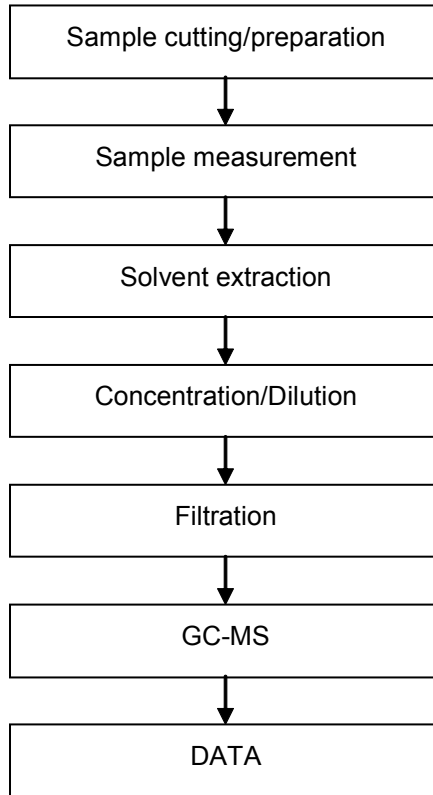 Sample cutting/preparation
Sample measurement
Solvent extraction
Concentration/Dilution
Filtration
GC-MS
DATA